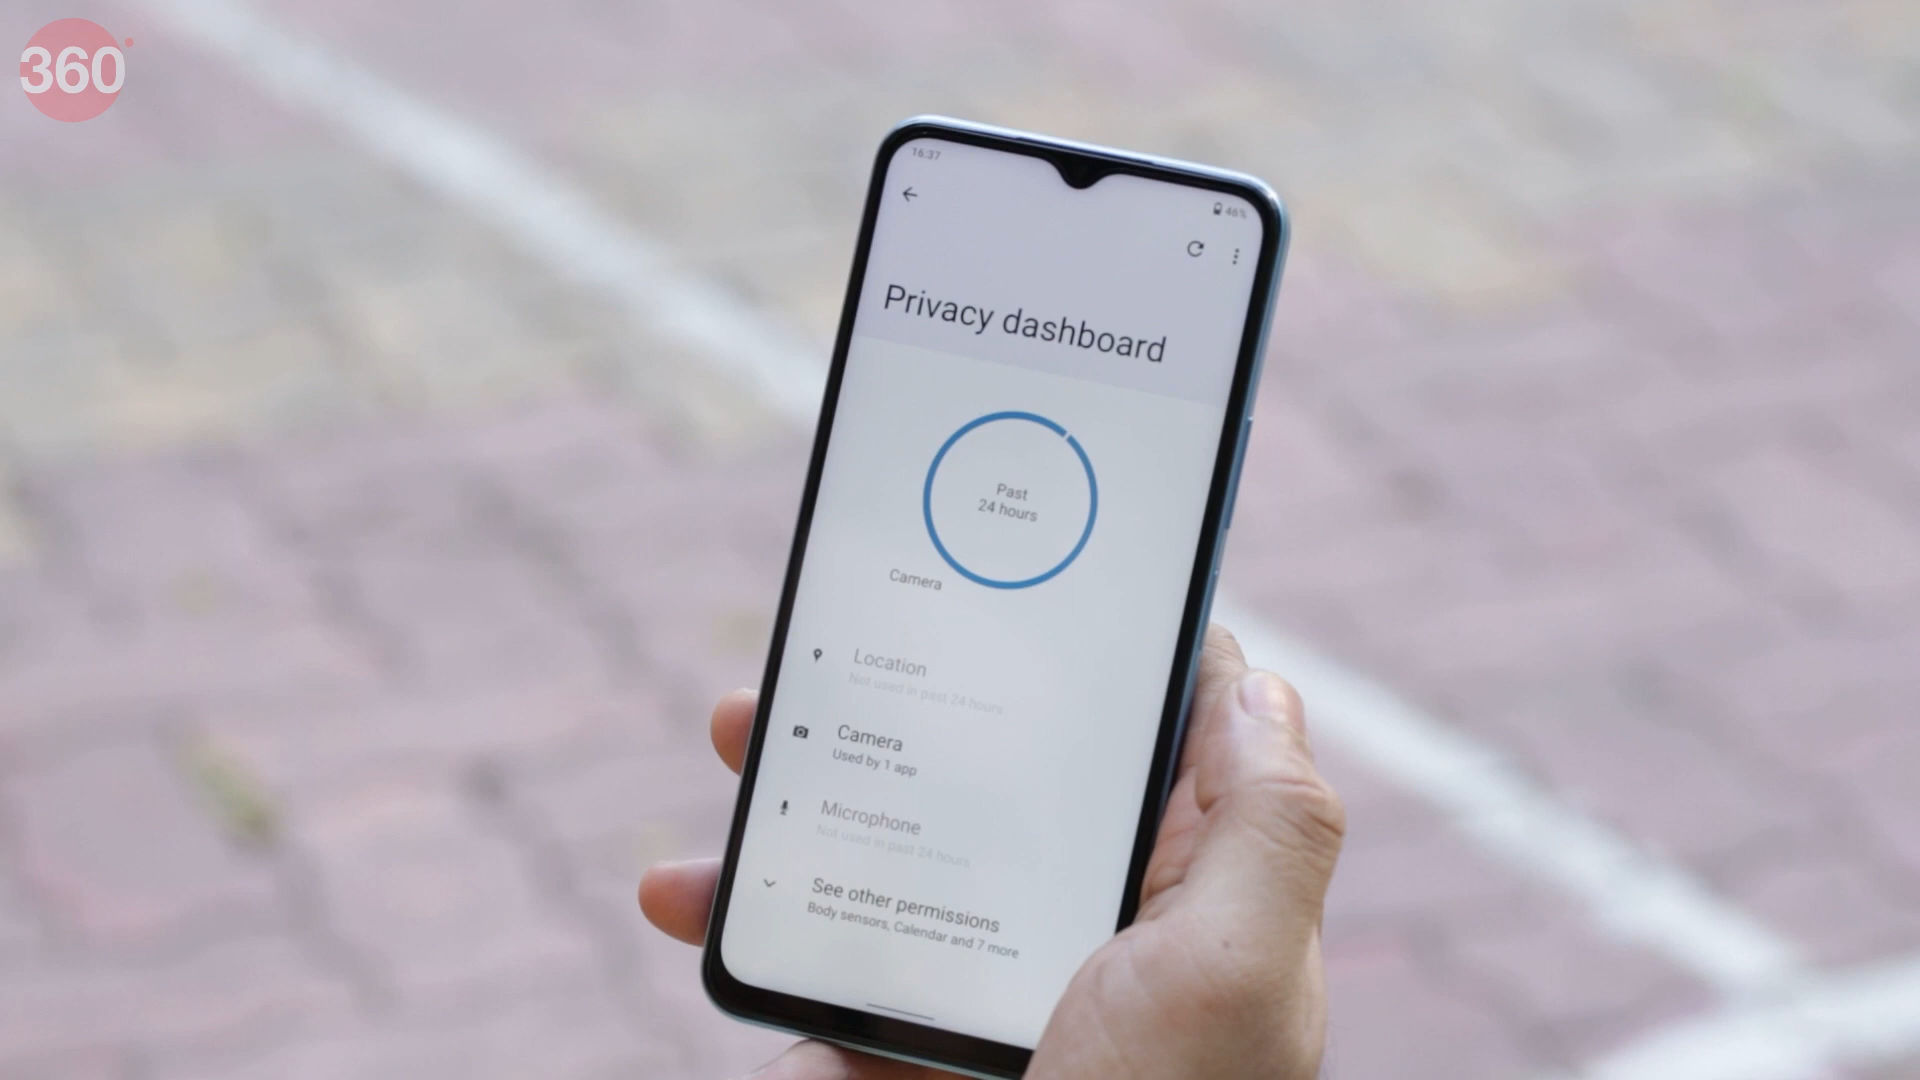 360
16:37
46%
Privacy dashboard
Past
24 hours
Camera
Location
Not used in past 24 hours
Camera
Used by 1 app
Microphone
Not used in past 24 hours
See other permissions
Body sensors, Calendar and 7 more